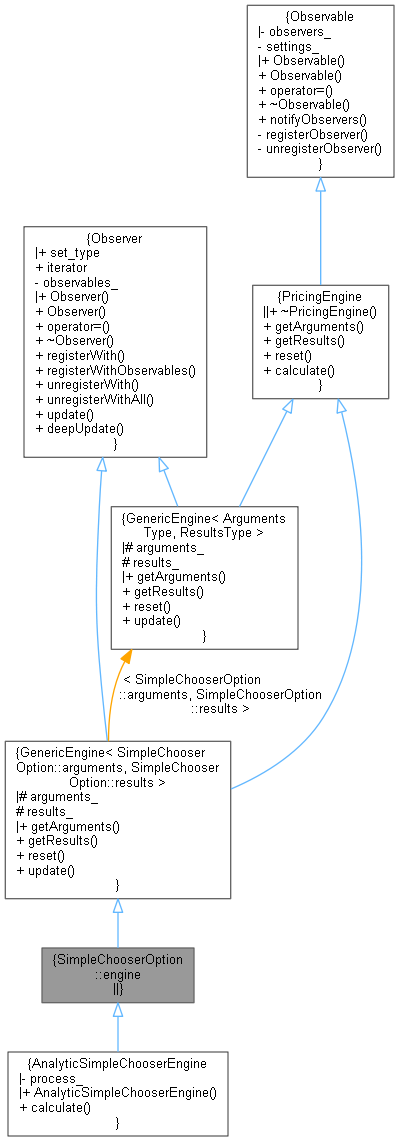 {Observable
|- observers_
- settings_
|+ Observable()
+ Observable()
+ operator=()
+ ~Observable()
+ notifyObservers()
- registerObserver()
- unregisterObserver()
}
{Observer
|+ set_type
+ iterator
- observables_
|+ Observer()
+ Observer()
+ operator=()
+ ~Observer()
+ registerWith()
+ registerWithObservables()
+ unregisterWith()
+ unregisterWithAll()
+ update()
+ deepUpdate()
}
{PricingEngine
||+ ~PricingEngine()
+ getArguments()
+ getResults()
+ reset()
+ calculate()
}
{GenericEngine< Arguments
Type, ResultsType >
|# arguments_
# results_
|+ getArguments()
+ getResults()
+ reset()
+ update()
}
< SimpleChooserOption
::arguments, SimpleChooserOption
::results >
{GenericEngine< SimpleChooser
Option::arguments, SimpleChooser
Option::results >
|# arguments_
# results_
|+ getArguments()
+ getResults()
+ reset()
+ update()
}
{SimpleChooserOption
::engine
||}
{AnalyticSimpleChooserEngine
|- process_
|+ AnalyticSimpleChooserEngine()
+ calculate()
}